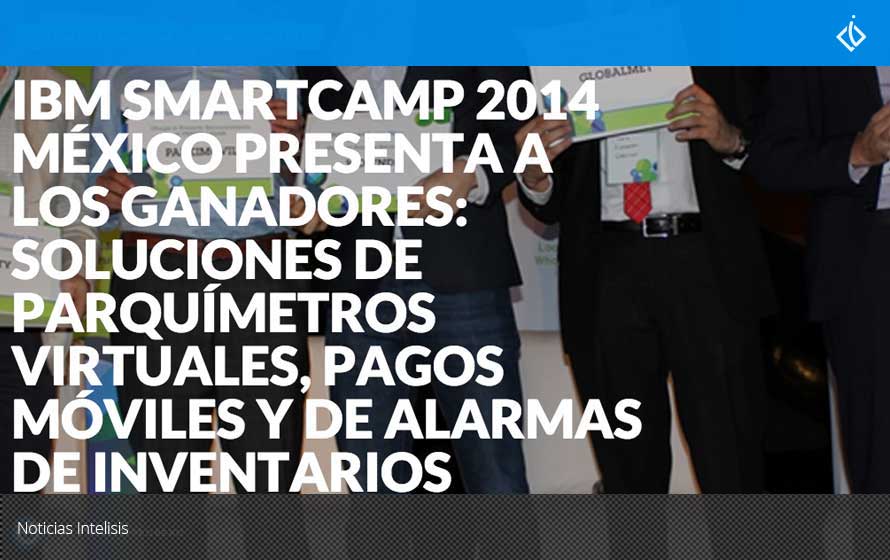 GLOBALMET
IBM SMARTCAMP 2014
MÉXICO PRESENTA A
LOS GANADORES:
SOLUCIONES DE
PARQUÍMETROS
VIRTUALES, PAGOS
MÓVILES Y DE ALARMAS
DE INVENTARIOS
Noticias Intelisis